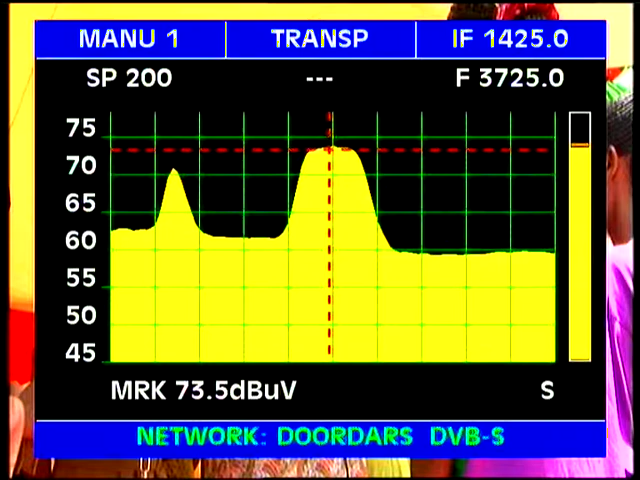 MANU 1 TRANSP IF 1425.0
SP 200 --- F 3725.0
75
70
65
60
55
50
45
MRK 73.5dBuV S
NETWORK: DOORDARS DVB-S